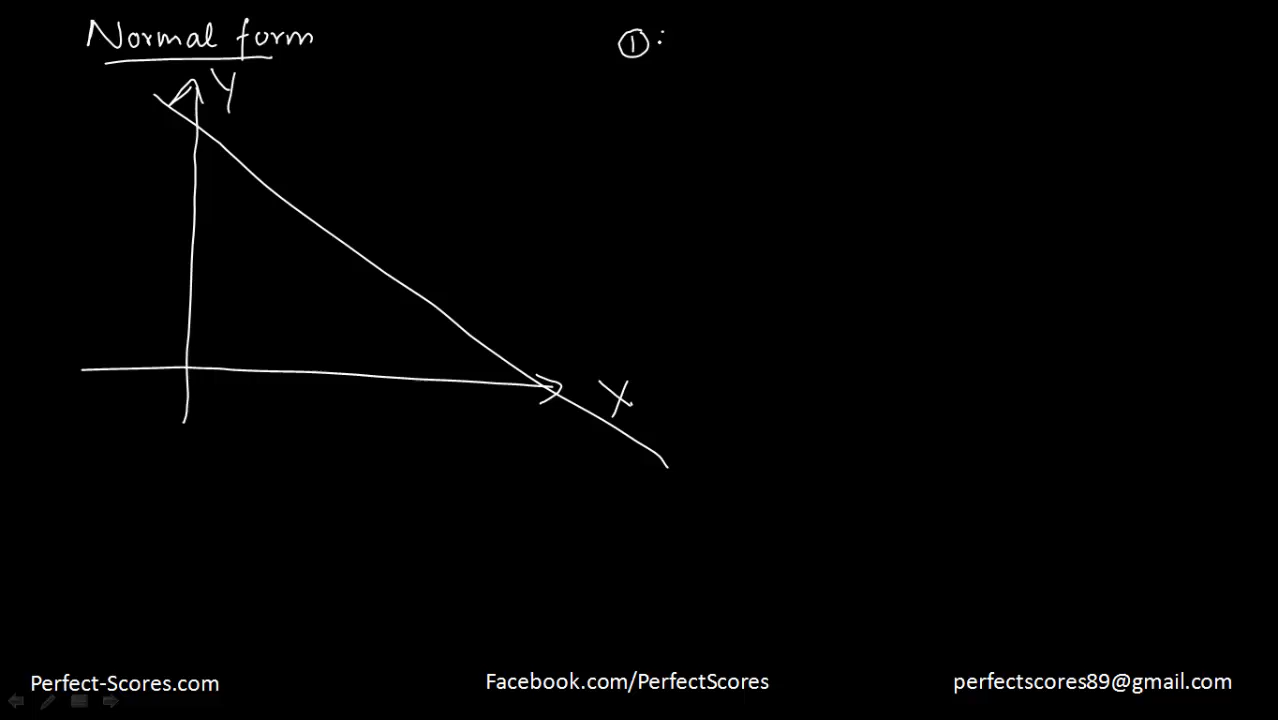 Normal form
①:
Y
X
Perfect-Scores.com
Facebook.com/PerfectScores
perfectscores89@gmail.com